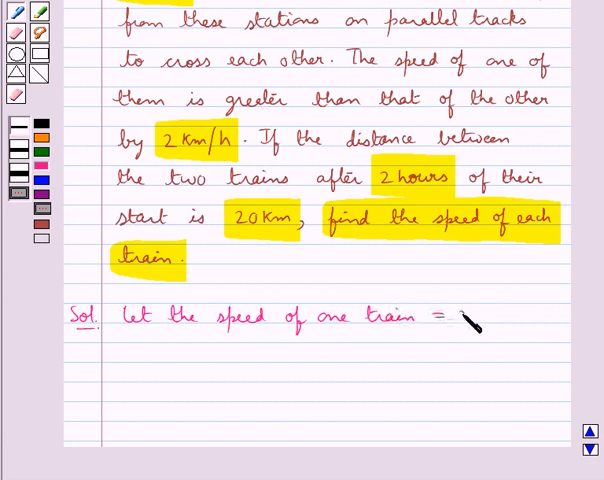 from these stations on parallel tracks
to cross each other. The speed of one of
them is greater than that of the other
by 2 Km/h. If the distance between
the two trains after 2 hours of their
start is 20 Km, find the speed of each
train.
Sol. Let the speed of one train =